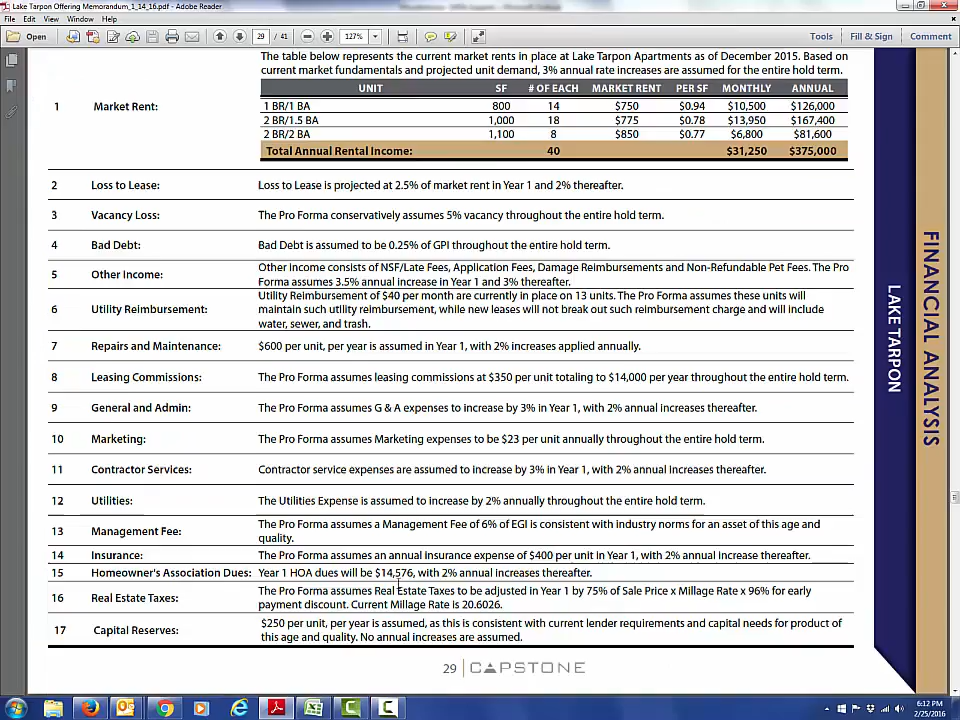 Lake Tarpon Offering Memorandum_1_14_16.pdf - Adobe Reader
File Edit View Window Help
Open 29 / 41 127% Tools Fill & Sign Comment
The table below represents the current market rents in place at Lake Tarpon Apartments as of December 2015. Based on
current market fundamentals and projected unit demand, 3% annual rate increases are assumed for the entire hold term.
UNIT SF # OF EACH MARKET RENT PER SF MONTHLY ANNUAL
1 Market Rent:
1 BR/1 BA 800 14 $750 $0.94 $10,500 $126,000
2 BR/1.5 BA 1,000 18 $775 $0.78 $13,950 $167,400
2 BR/2 BA 1,100 8 $850 $0.77 $6,800 $81,600
Total Annual Rental Income: 40 $31,250 $375,000
2 Loss to Lease: Loss to Lease is projected at 2.5% of market rent in Year 1 and 2% thereafter.
3 Vacancy Loss: The Pro Forma conservatively assumes 5% vacancy throughout the entire hold term.
4 Bad Debt: Bad Debt is assumed to be 0.25% of GPI throughout the entire hold term.
5 Other Income: Other income consists of NSF/Late Fees, Application Fees, Damage Reimbursements and Non-Refundable Pet Fees. The Pro
Forma assumes 3.5% annual increase in Year 1 and 3% thereafter.
6 Utility Reimbursement: Utility Reimbursement of $40 per month are currently in place on 13 units. The Pro Forma assumes these units will
maintain such utility reimbursement, while new leases will not break out such reimbursement charge and will include
water, sewer, and trash.
7 Repairs and Maintenance: $600 per unit, per year is assumed in Year 1, with 2% increases applied annually.
8 Leasing Commissions: The Pro Forma assumes leasing commissions at $350 per unit totaling to $14,000 per year throughout the entire hold term.
9 General and Admin: The Pro Forma assumes G & A expenses to increase by 3% in Year 1, with 2% annual increases thereafter.
10 Marketing: The Pro Forma assumes Marketing expenses to be $23 per unit annually throughout the entire hold term.
11 Contractor Services: Contractor service expenses are assumed to increase by 3% in Year 1, with 2% annual increases thereafter.
12 Utilities: The Utilities Expense is assumed to increase by 2% annually throughout the entire hold term.
13 Management Fee: The Pro Forma assumes a Management Fee of 6% of EGI is consistent with industry norms for an asset of this age and
quality.
14 Insurance: The Pro Forma assumes an annual insurance expense of $400 per unit in Year 1, with 2% annual increase thereafter.
15 Homeowner's Association Dues: Year 1 HOA dues will be $14,576, with 2% annual increases thereafter.
16 Real Estate Taxes: The Pro Forma assumes Real Estate Taxes to be adjusted in Year 1 by 75% of Sale Price x Millage Rate x 96% for early
payment discount. Current Millage Rate is 20.6026.
17 Capital Reserves: $250 per unit, per year is assumed, as this is consistent with current lender requirements and capital needs for product of
this age and quality. No annual increases are assumed.
29 CAPSTONE
LAKE TARPON
FINANCIAL ANALYSIS
6:12 PM
2/25/2016